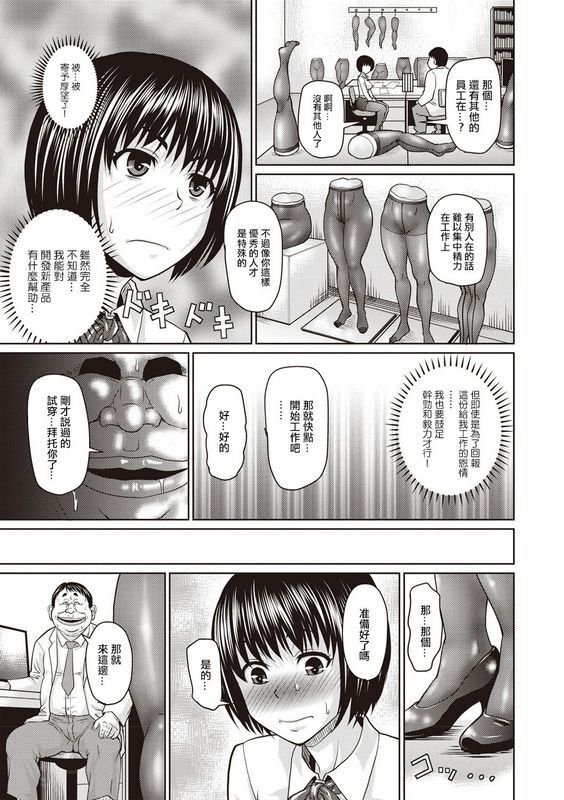 那個…
還有其他的
員工在…？
啊啊…
沒有其他人了
有別人在的話
難以集中精力
在工作上
不過像你這樣
優秀的人才
是特殊的
被…被
寄予厚望了！
雖然完全
不知道…
我能對
開發新產品
有什麼幫助…
ドキドキ
但即使是為了回報
這份給我工作的恩情
……
我也要鼓足
幹勁和毅力才行！
那就快點…
開始工作吧
……
好…好的
剛才說過的
試穿…拜托你了…
那…那個…
コッ…
准備好了嗎
是的…
那就
來這邊…